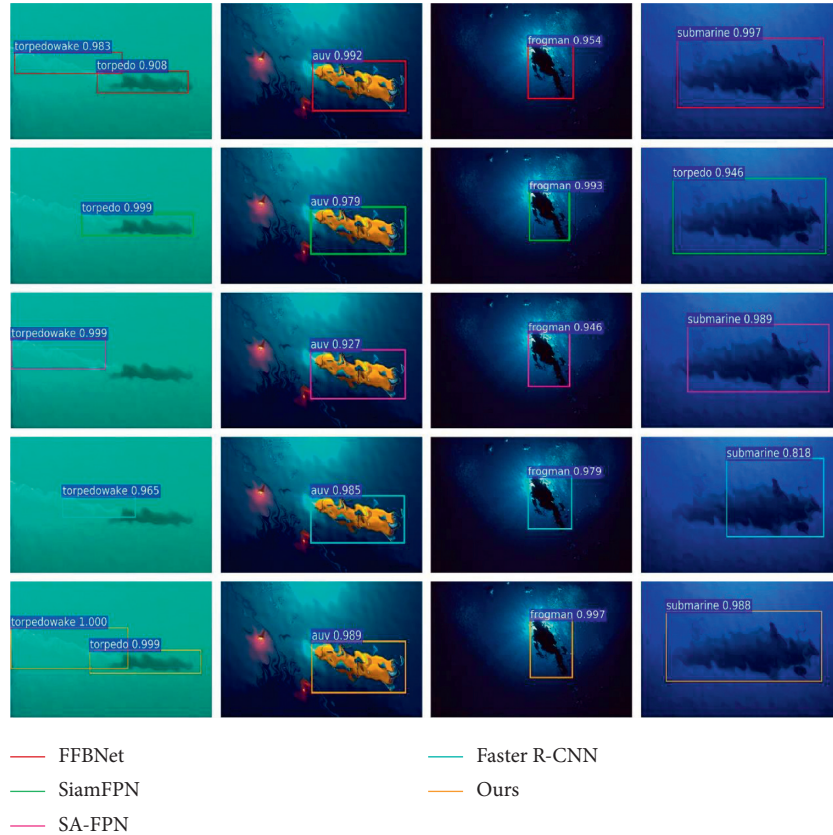 torpedowake 0.983
torpedo 0.908
auv 0.992
frogman 0.954
submarine 0.997
torpedo 0.999
auv 0.979
frogman 0.993
torpedo 0.946
torpedowake 0.999
auv 0.927
frogman 0.946
submarine 0.989
torpedowake 0.965
auv 0.985
frogman 0.979
submarine 0.818
torpedowake 1.000
torpedo 0.999
auv 0.989
frogman 0.997
submarine 0.988
FFBNet
SiamFPN
SA-FPN
Faster R-CNN
Ours